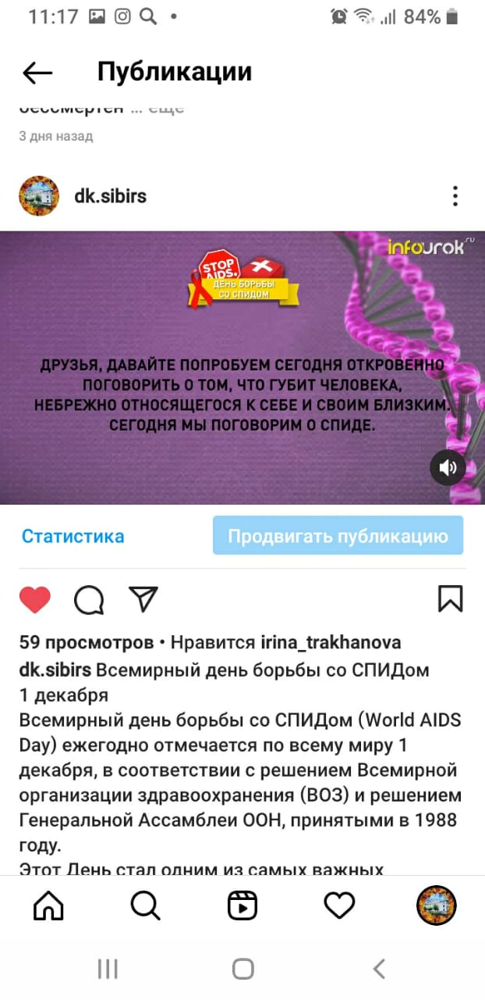 11:17
84%
Публикации
бессмертен ... еще
3 дня назад
dk.sibirs
infourok.ru
STOP
AIDS.
ДЕНЬ БОРЬБЫ
СО СПИДОМ
ДРУЗЬЯ, ДАВАЙТЕ ПОПРОБУЕМ СЕГОДНЯ ОТКРОВЕННО
ПОГОВОРИТЬ О ТОМ, ЧТО ГУБИТ ЧЕЛОВЕКА,
НЕБРЕЖНО ОТНОСЯЩЕГОСЯ К СЕБЕ И СВОИМ БЛИЗКИМ.
СЕГОДНЯ МЫ ПОГОВОРИМ О СПИДЕ.
Статистика
Продвигать публикацию
59 просмотров • Нравится irina_trakhanova
dk.sibirs Всемирный день борьбы со СПИДом
1 декабря
Всемирный день борьбы со СПИДом (World AIDS
Day) ежегодно отмечается по всему миру 1
декабря, в соответствии с решением Всемирной
организации здравоохранения (ВОЗ) и решением
Генеральной Ассамблеи ООН, принятыми в 1988
году.
Этот День стал одним из самых важных